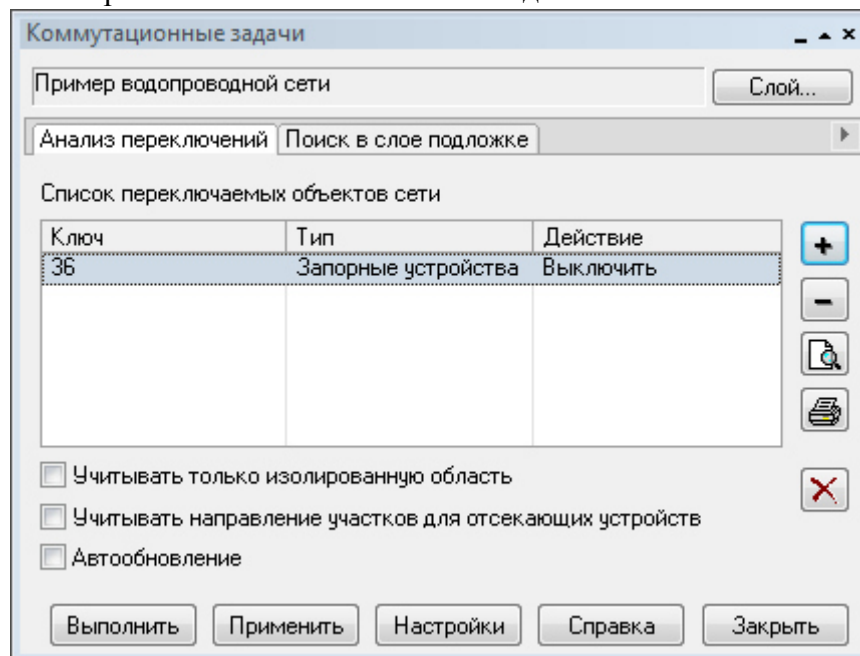 Коммутационные задачи
Пример водопроводной сети
Слой...
Анализ переключений
Поиск в слое подложке
Список переключаемых объектов сети
Ключ Тип Действие
36 Запорные устройства Выключить
Учитывать только изолированную область
Учитывать направление участков для отсекающих устройств
Автообновление
Выполнить Применить Настройки Справка Закрыть